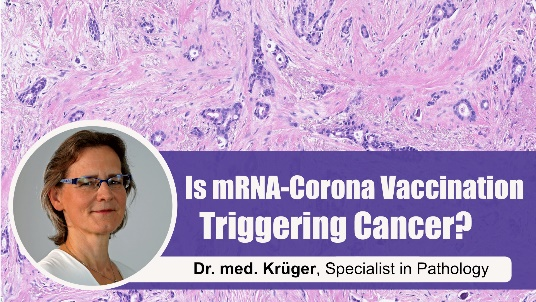 Is mRNA-Corona Vaccination
Triggering Cancer?
Dr. med. Krüger, Specialist in Pathology